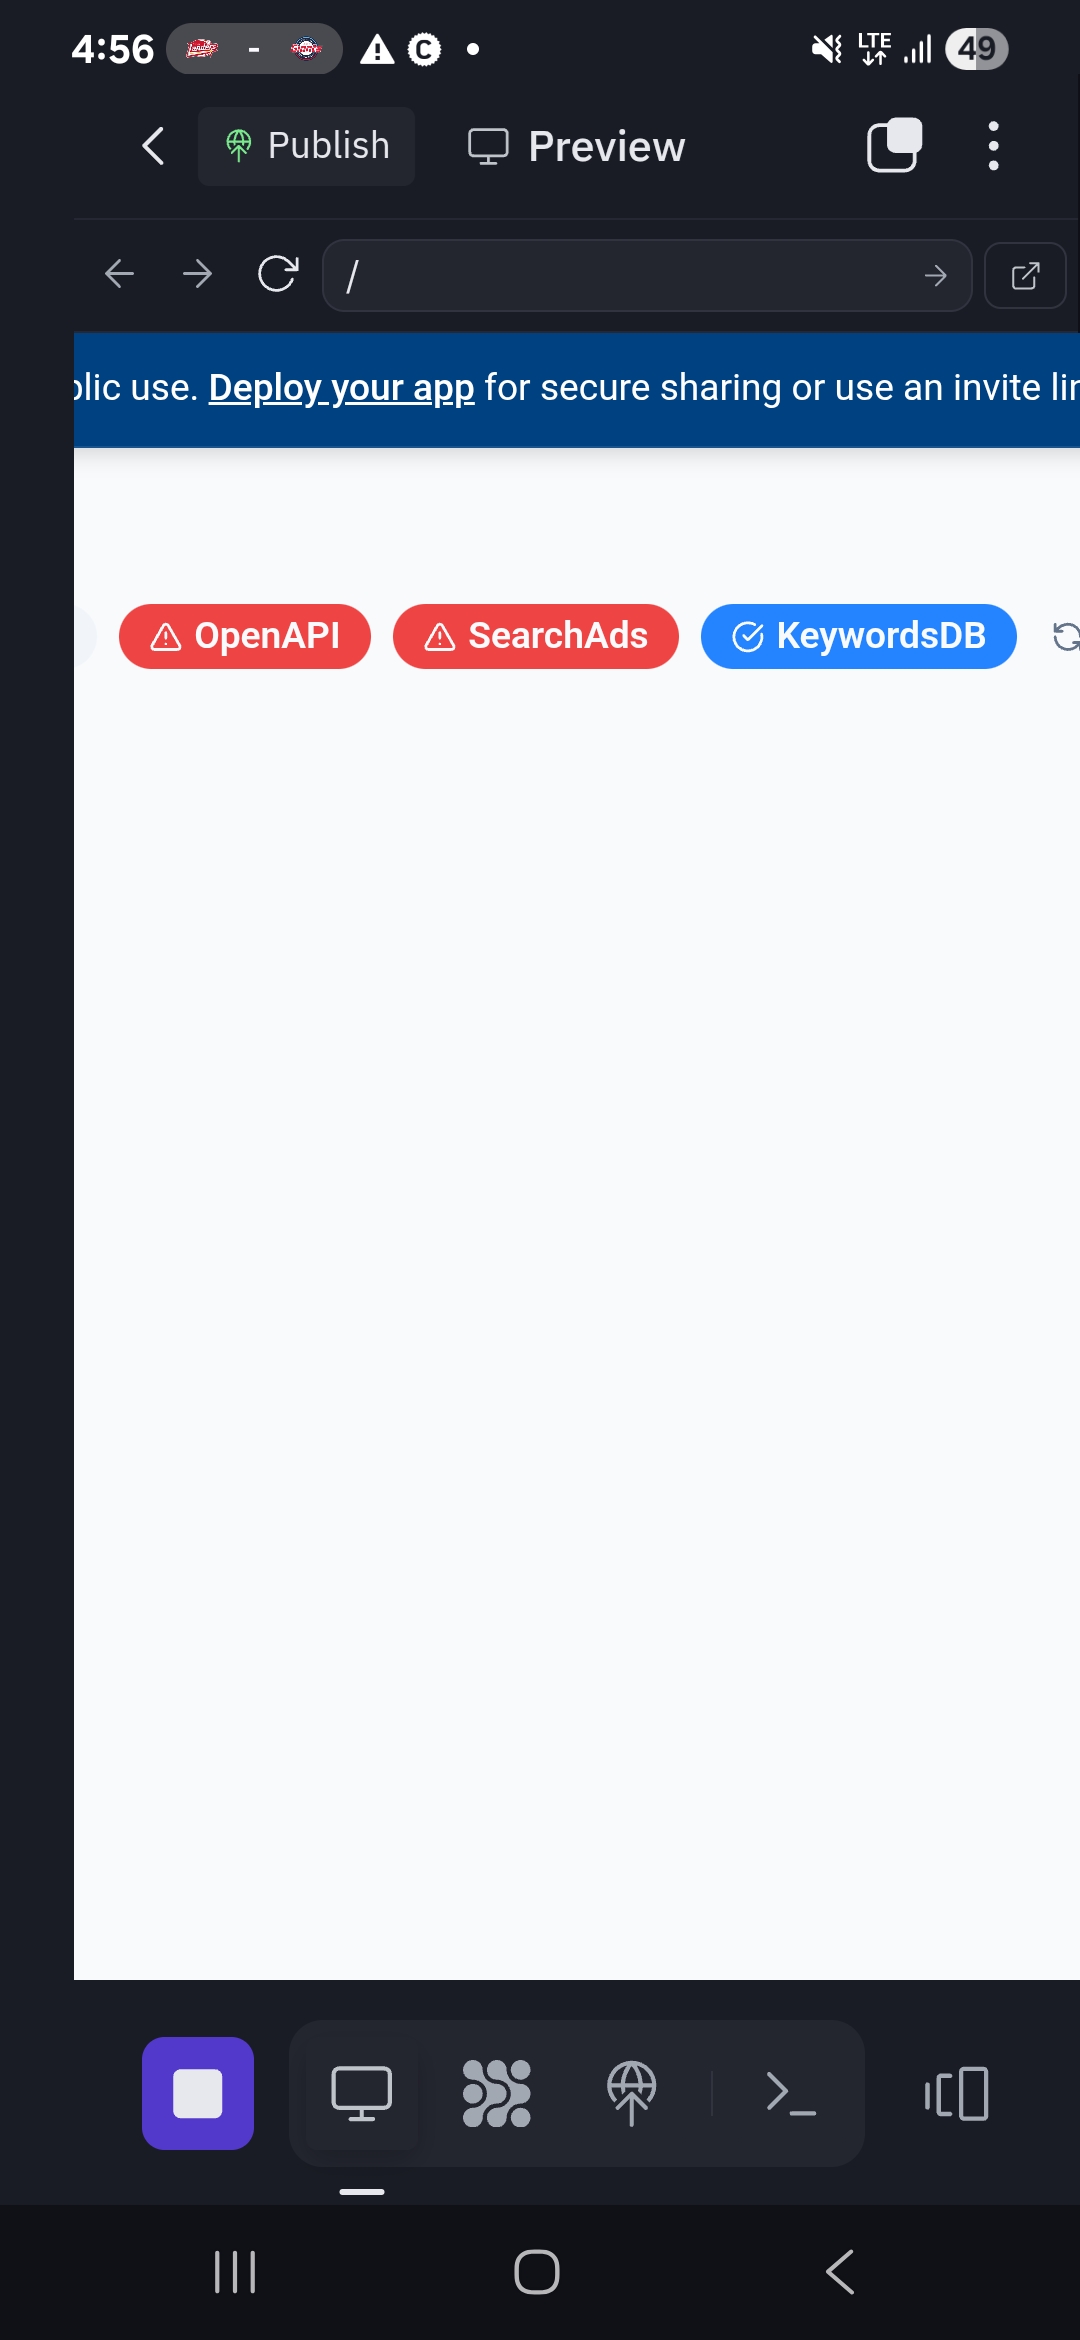 4:56 - LTE 49
Publish Preview
/
blic use. Deploy your app for secure sharing or use an invite lin
OpenAPI SearchAds KeywordsDB